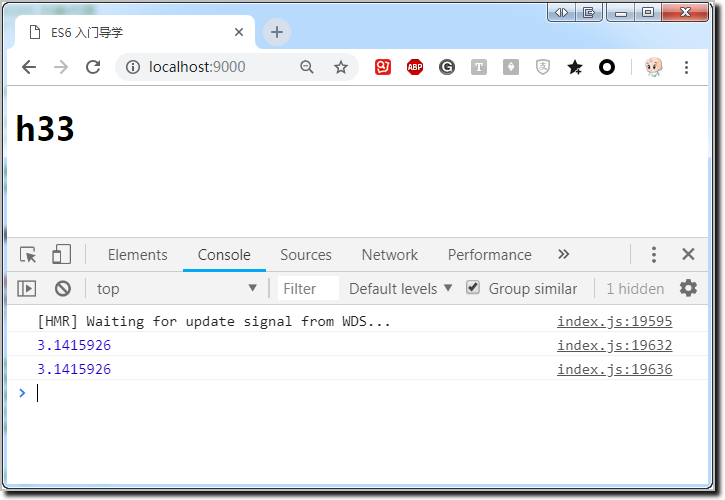 ES6 入门导学
localhost:9000
ABP
G
T
h33
Elements Console Sources Network Performance
top Filter Default levels Group similar 1 hidden
[HMR] Waiting for update signal from WDS... index.js:19595
3.1415926 index.js:19632
3.1415926 index.js:19636